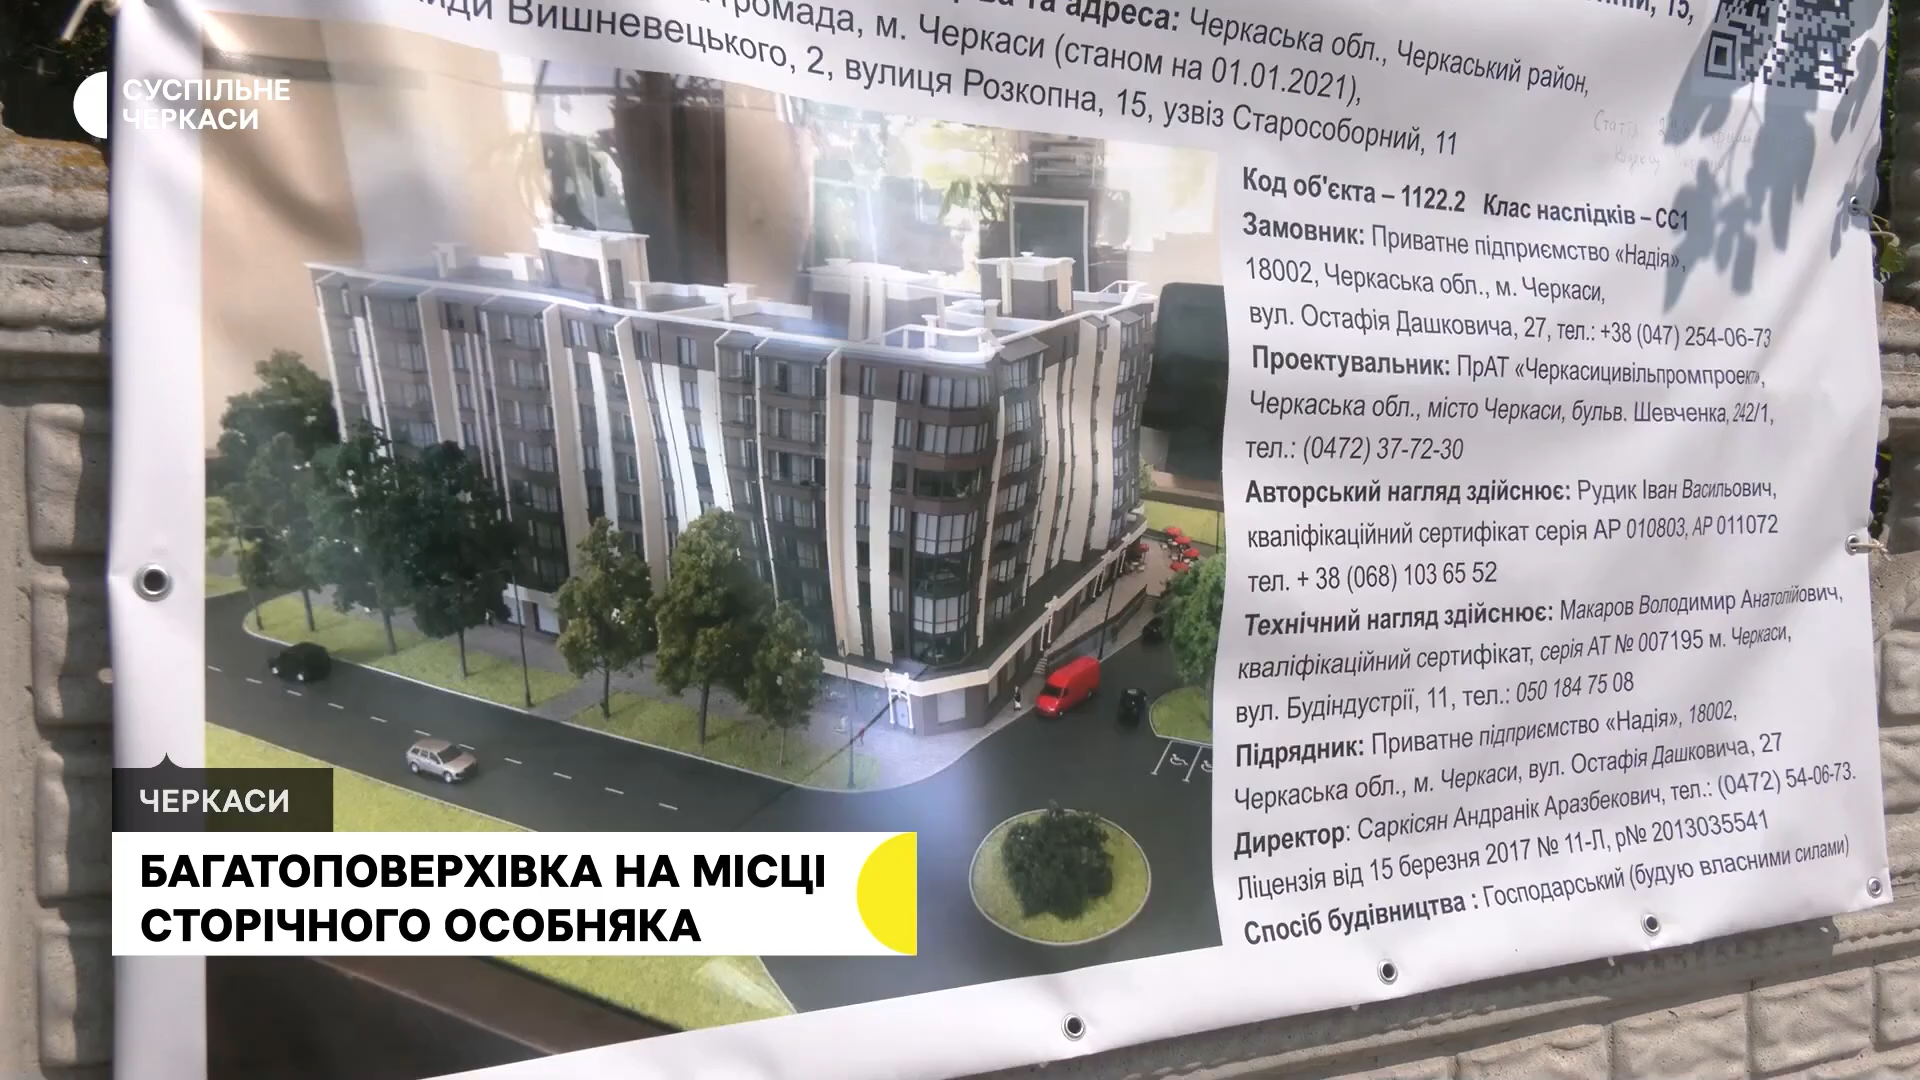 СУСПІЛЬНЕ
ЧЕРКАСИ
та адреса: Черкаська обл., Черкаський район,
громада, м. Черкаси (станом на 01.01.2021),
Вишневецького, 2, вулиця Розкопна, 15, узвіз Старособорний, 11
15,
Код об'єкта – 1122.2 Клас наслідків – СС1
Замовник: Приватне підприємство «Надія»,
18002, Черкаська обл., м. Черкаси,
вул. Остафія Дашковича, 27, тел.: +38 (047) 254-06-73
Проектувальник: ПрАТ «Черкасицивільпромпроект»,
Черкаська обл., місто Черкаси, бульв. Шевченка, 242/1,
тел.: (0472) 37-72-30
Авторський нагляд здійснює: Рудик Іван Васильович,
кваліфікаційний сертифікат серія АР 010803, АР 011072
тел. + 38 (068) 103 65 52
Технічний нагляд здійснює: Макаров Володимир Анатолійович,
кваліфікаційний сертифікат, серія АТ № 007195 м. Черкаси,
вул. Будіндустрії, 11, тел.: 050 184 75 08
Підрядник: Приватне підприємство «Надія», 18002,
Черкаська обл., м. Черкаси, вул. Остафія Дашковича, 27
Директор: Саркісян Андранік Аразбекович, тел.: (0472) 54-06-73.
Ліцензія від 15 березня 2017 № 11-Л, р№ 2013035541
Спосіб будівництва : Господарський (будую власними силами)
ЧЕРКАСИ
БАГАТОПОВЕРХІВКА НА МІСЦІ
СТОРІЧНОГО ОСОБНЯКА